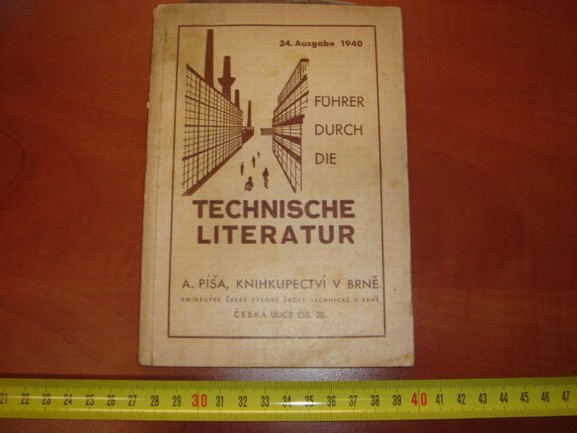 34. Ausgabe 1940
FÜHRER
DURCH
DIE
TECHNISCHE
LITERATUR
A. PÍŠA, KNIHKUPECTVÍ V BRNĚ
KNIHKUPEC ČESKÉ VYSOKÉ ŠKOLY TECHNICKÉ V BRNĚ
ČESKÁ ULICE ČÍS. 28.
21 22 23 24 25 26 27 28 29 30 31 32 33 34 35 36 37 38 39 40 41 42 43 44 45 46 47